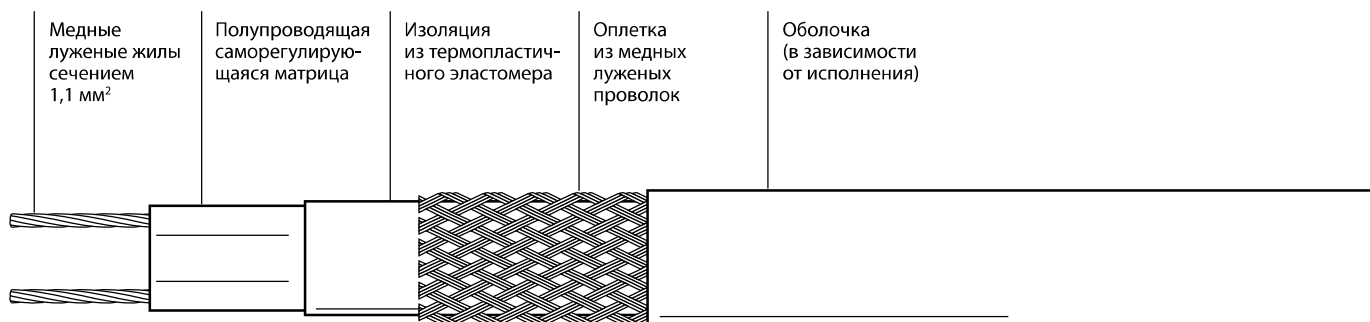 Медные
луженые жилы
сечением
1,1 мм²
Полупроводящая
саморегулирую-
щаяся матрица
Изоляция
из термопластич-
ного эластомера
Оплетка
из медных
луженых
проволок
Оболочка
(в зависимости
от исполнения)